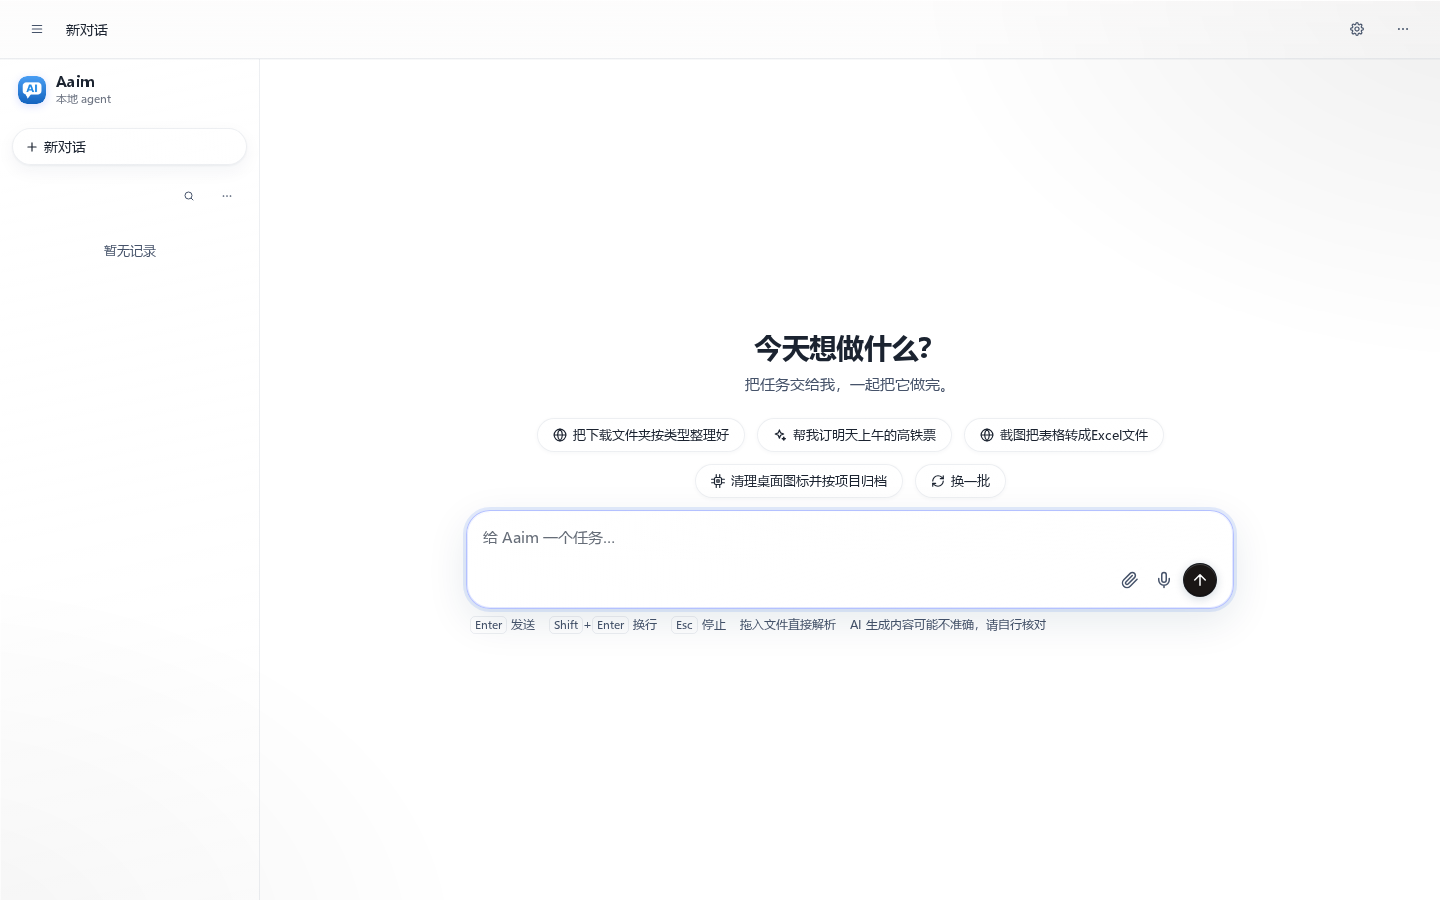 新对话
Aaim
本地 agent
新对话
暂无记录
今天想做什么？
把任务交给我，一起把它做完。
把下载文件夹按类型整理好 帮我订明天上午的高铁票 截图把表格转成Excel文件
清理桌面图标并按项目归档 换一批
给 Aaim 一个任务...
Enter 发送 Shift + Enter 换行 Esc 停止 拖入文件直接解析 AI 生成内容可能不准确，请自行核对